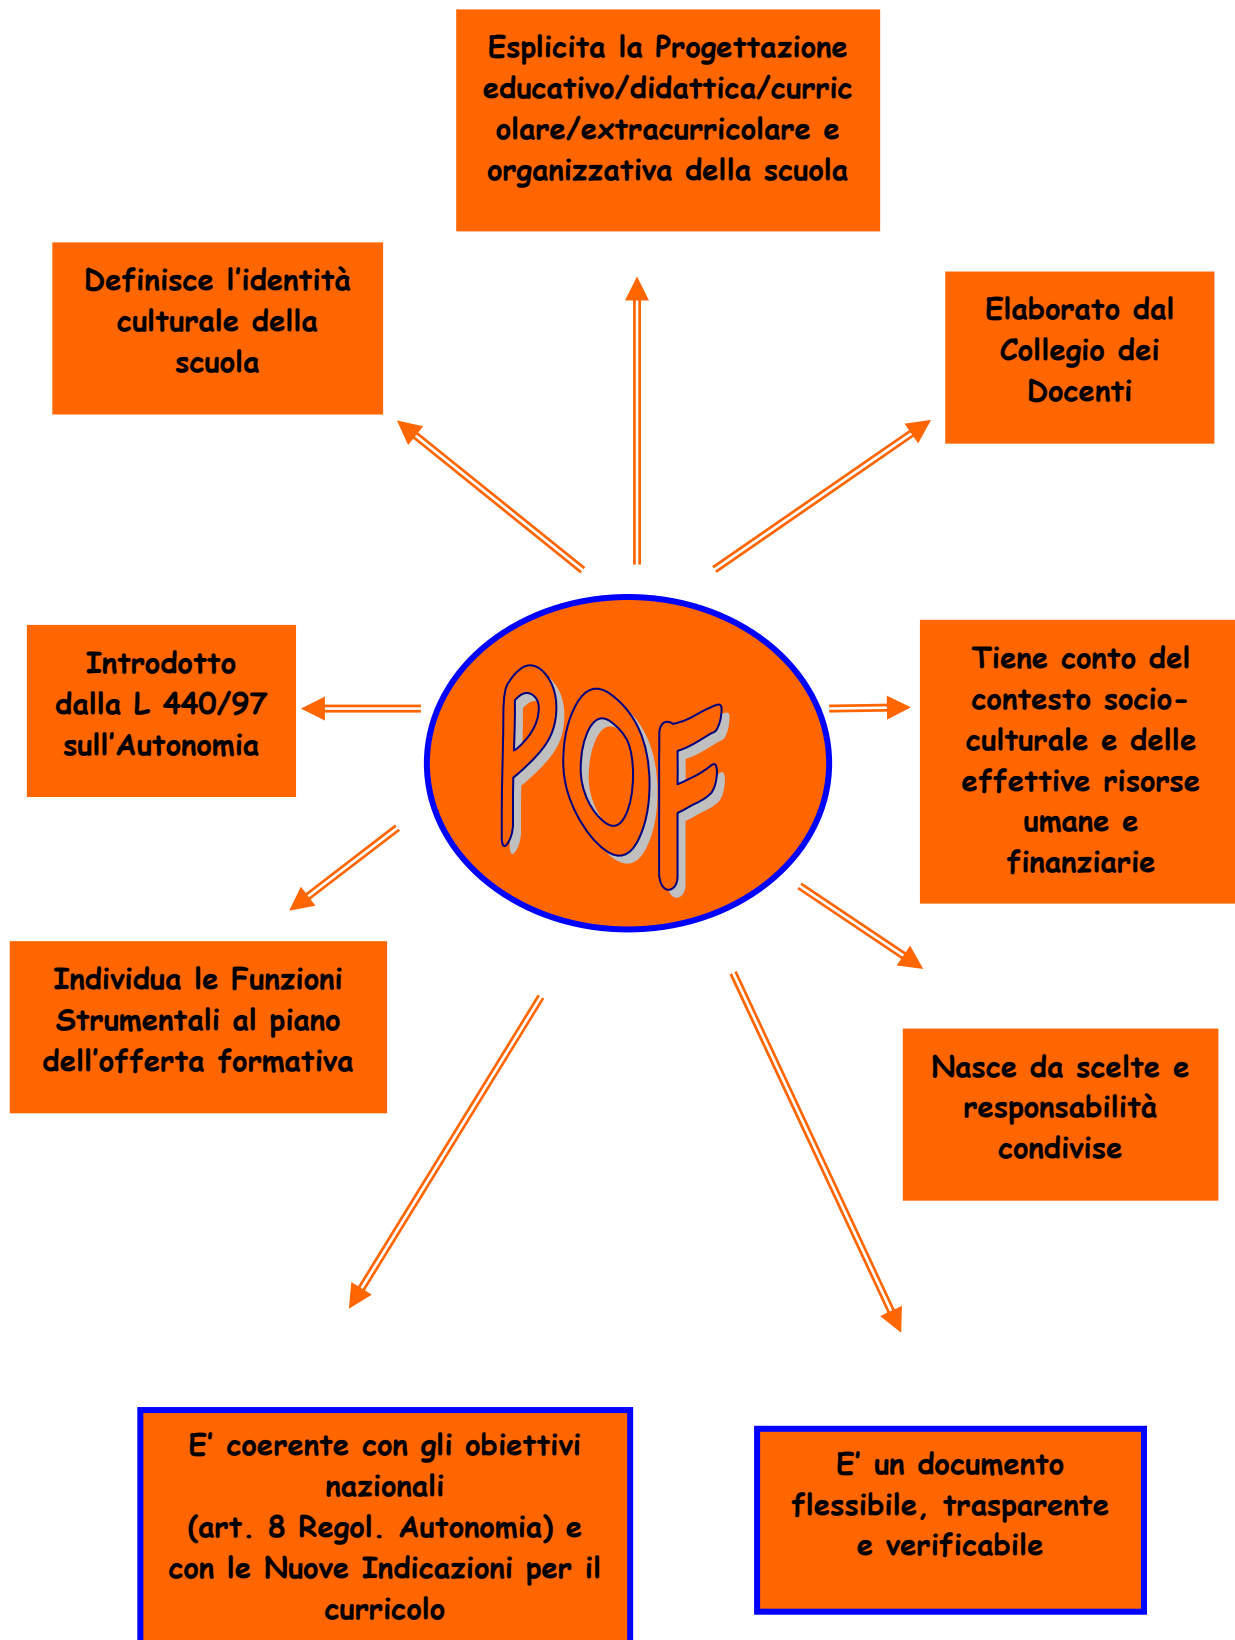 Esplicita la Progettazione
educativo/didattica/curric
olare/extracurricolare e
organizzativa della scuola
Definisce l'identità
culturale della
scuola
Elaborato dal
Collegio dei
Docenti
Introdotto
dalla L 440/97
sull'Autonomia
POF
Tiene conto del
contesto socio-
culturale e delle
effettive risorse
umane e
finanziarie
Individua le Funzioni
Strumentali al piano
dell'offerta formativa
Nasce da scelte e
responsabilità
condivise
E' coerente con gli obiettivi
nazionali
(art. 8 Regol. Autonomia) e
con le Nuove Indicazioni per il
curricolo
E' un documento
flessibile, trasparente
e verificabile